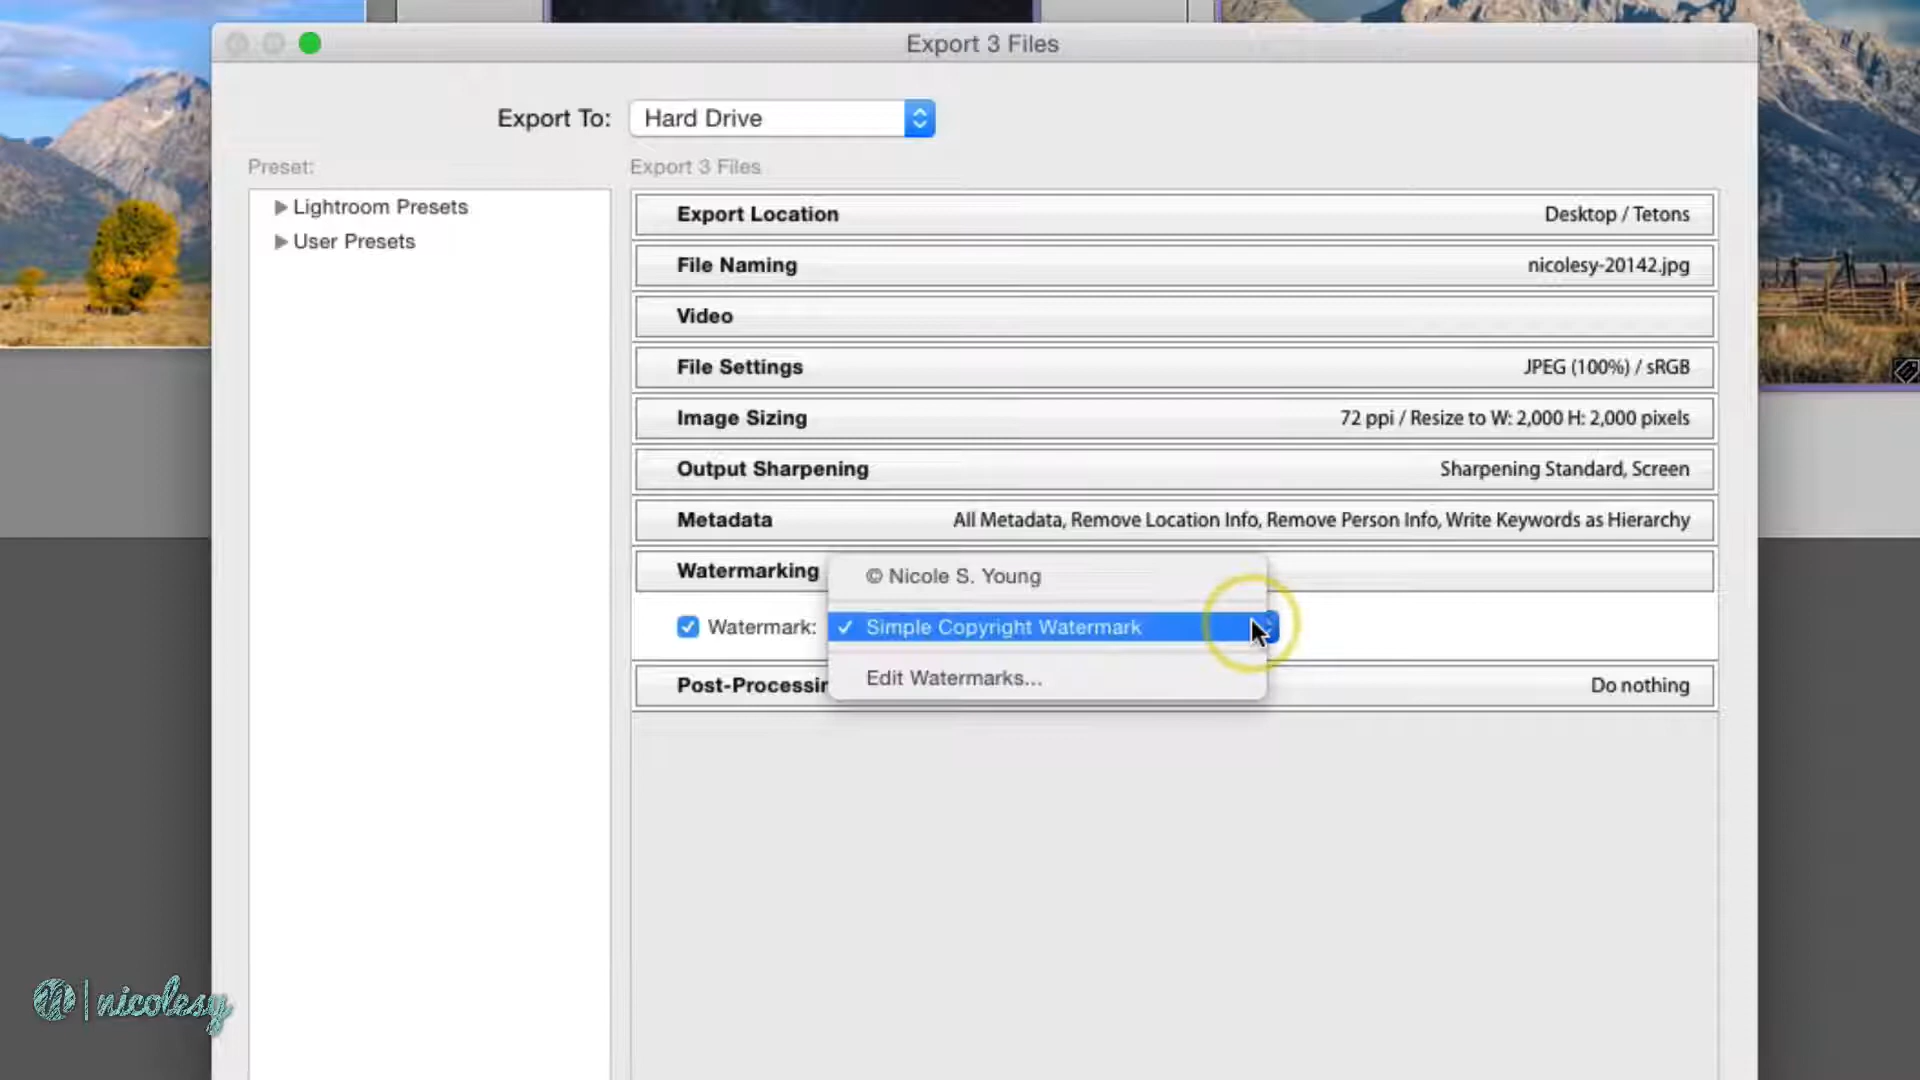 Export 3 Files
Export To: Hard Drive
Preset:
Export 3 Files
Lightroom Presets
User Presets
Export Location Desktop / Tetons
File Naming nicolesy-20142.jpg
Video
File Settings JPEG (100%) / sRGB
Image Sizing 72 ppi / Resize to W: 2,000 H: 2,000 pixels
Output Sharpening Sharpening Standard, Screen
Metadata All Metadata, Remove Location Info, Remove Person Info, Write Keywords as Hierarchy
Watermarking
© Nicole S. Young
Watermark: ✓ Simple Copyright Watermark
Edit Watermarks...
Post-Processin Do nothing
n | nicolesy